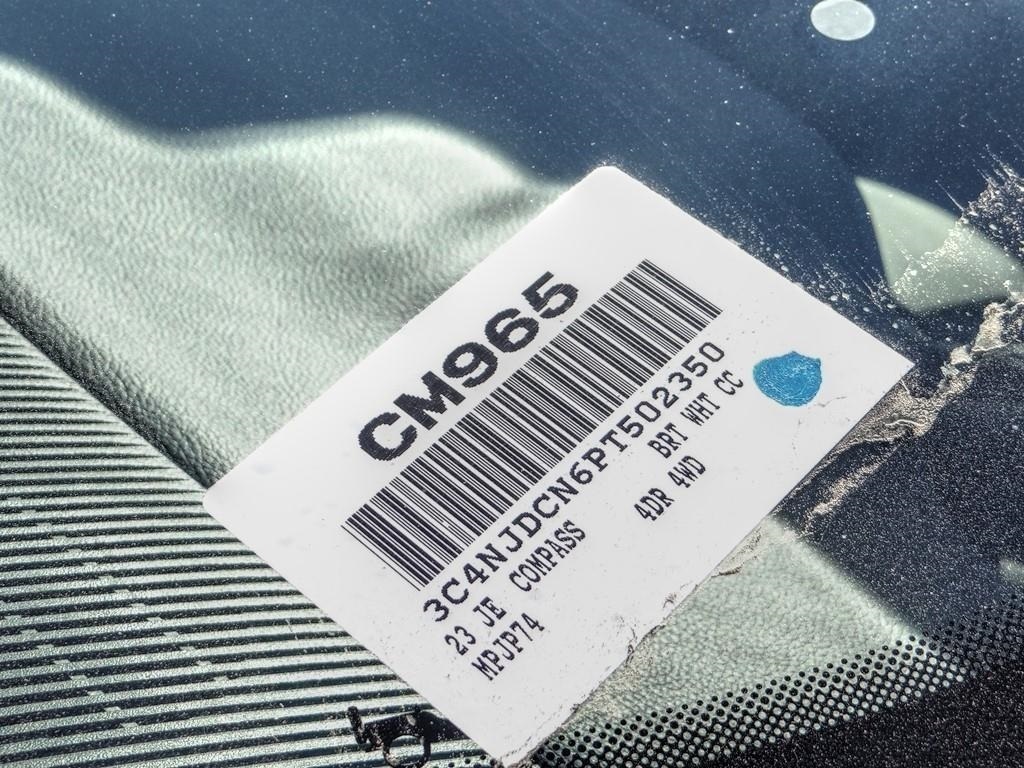 CM965
3C4NJDCN6PT502350
23 JE COMPASS BRT WHT CC
MPJP74 4DR 4WD